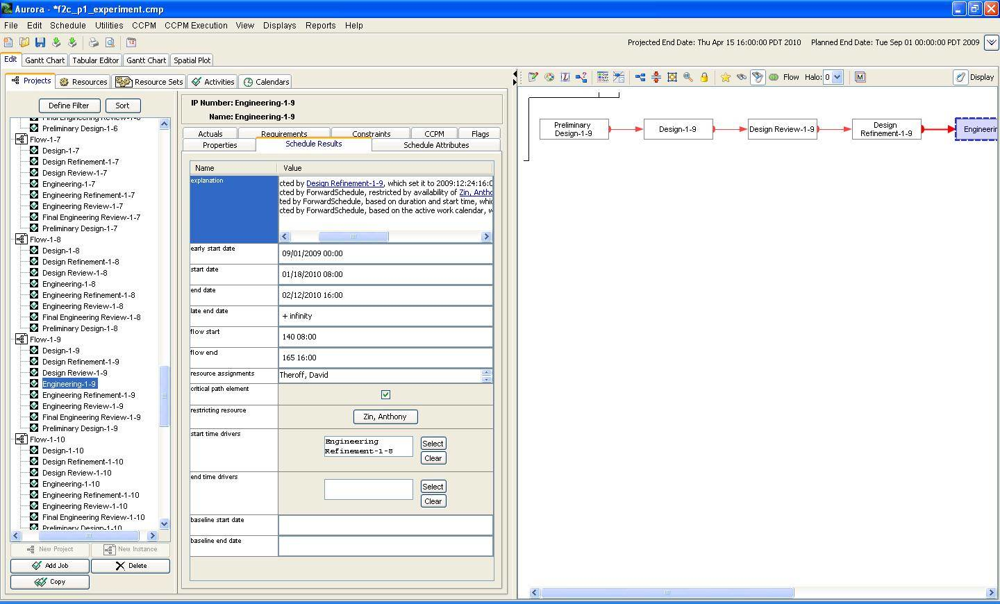 Aurora - *f2c_p1_experiment.cmp
File Edit Schedule Utilities CCPM CCPM Execution View Displays Reports Help
Projected End Date: Thu Apr 15 16:00:00 PDT 2010 Planned End Date: Tue Sep 01 00:00:00 PDT 2009
Edit Gantt Chart Tabular Editor Gantt Chart Spatial Plot
Projects Resources Resource Sets Activities Calendars
Define Filter Sort
Final Engineering Review-1-6
Preliminary Design-1-6
Flow-1-7
Design-1-7
Design Refinement-1-7
Design Review-1-7
Engineering-1-7
Engineering Refinement-1-7
Engineering Review-1-7
Final Engineering Review-1-7
Preliminary Design-1-7
Flow-1-8
Design-1-8
Design Refinement-1-8
Design Review-1-8
Engineering-1-8
Engineering Refinement-1-8
Engineering Review-1-8
Final Engineering Review-1-8
Preliminary Design-1-8
Flow-1-9
Design-1-9
Design Refinement-1-9
Design Review-1-9
Engineering-1-9
Engineering Refinement-1-9
Engineering Review-1-9
Final Engineering Review-1-9
Preliminary Design-1-9
Flow-1-10
Design-1-10
Design Refinement-1-10
Design Review-1-10
Engineering-1-10
Engineering Refinement-1-10
Engineering Review-1-10
Final Engineering Review-1-10
Preliminary Design-1-10
New Project New Instance
Add Job Delete
Copy
IP Number: Engineering-1-9
Name: Engineering-1-9
Actuals Requirements Constraints CCPM Flags
Properties Schedule Results Schedule Attributes
Name Value
explanation
cted by Design Refinement-1-9, which set it to 2009:12:24:16:0
cted by ForwardSchedule, restricted by availability of Zin, Antho
ted by ForwardSchedule, based on duration and start time, whic
cted by ForwardSchedule, based on the active work calendar, w
early start date 09/01/2009 00:00
start date 01/18/2010 08:00
end date 02/12/2010 16:00
late end date + infinity
flow start 140 08:00
flow end 165 16:00
resource assignments Theroff, David
critical path element
restricting resource Zin, Anthony
start time drivers Engineering Refinement-1-8 Select
Clear
end time drivers Select
Clear
baseline start date
baseline end date
Flow Halo: 0 Display
Preliminary Design-1-9
Design-1-9
Design Review-1-9
Design Refinement-1-9
Engineerin